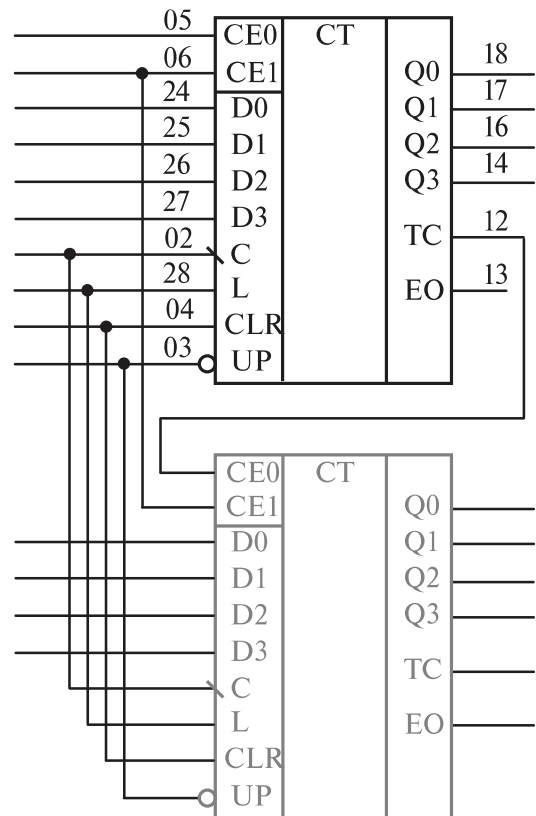 05 CE0 CT
06 CE1 Q0 18
24 D0 Q1 17
25 D1 Q2 16
26 D2 Q3 14
27 D3
02 C TC 12
28 L EO 13
04 CLR
03 UP
CE0 CT
CE1 Q0
D0 Q1
D1 Q2
D2 Q3
D3
C TC
L EO
CLR
UP